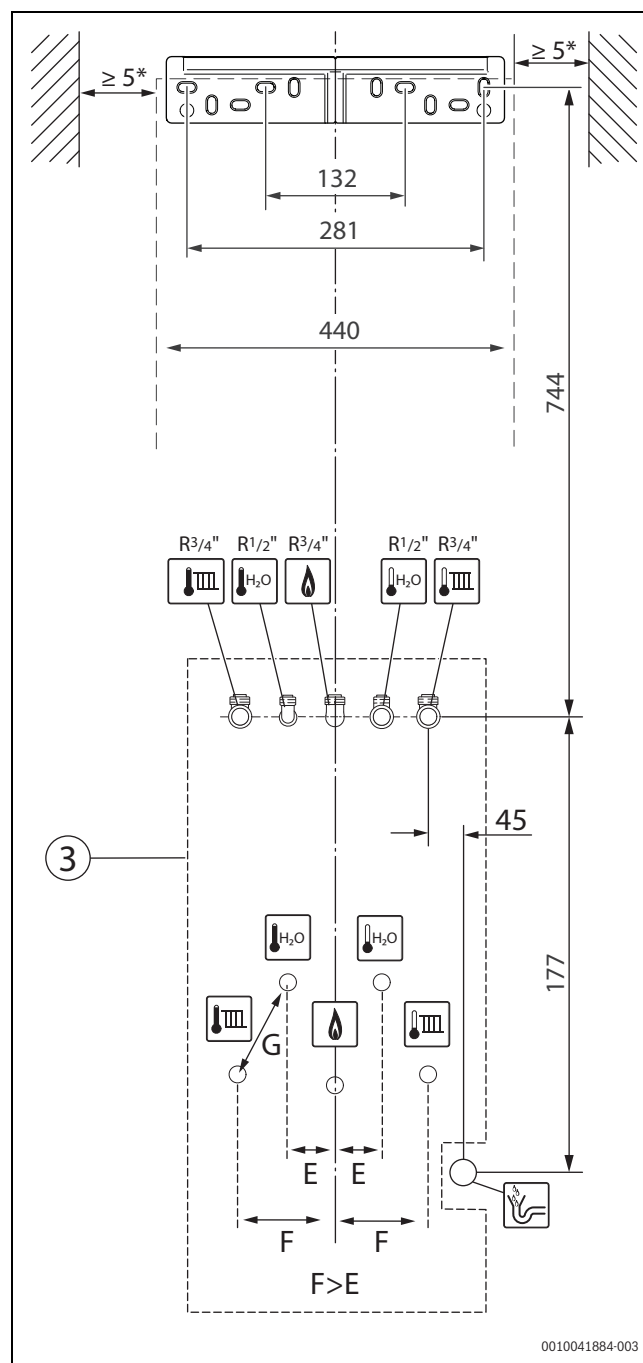 ≥ 5*
≥ 5*
132
281
440
744
R3/4" R1/2" R3/4" R1/2" R3/4"
H₂O H₂O
45
3
177
H₂O H₂O
G
E E
F F
F>E
0010041884-003